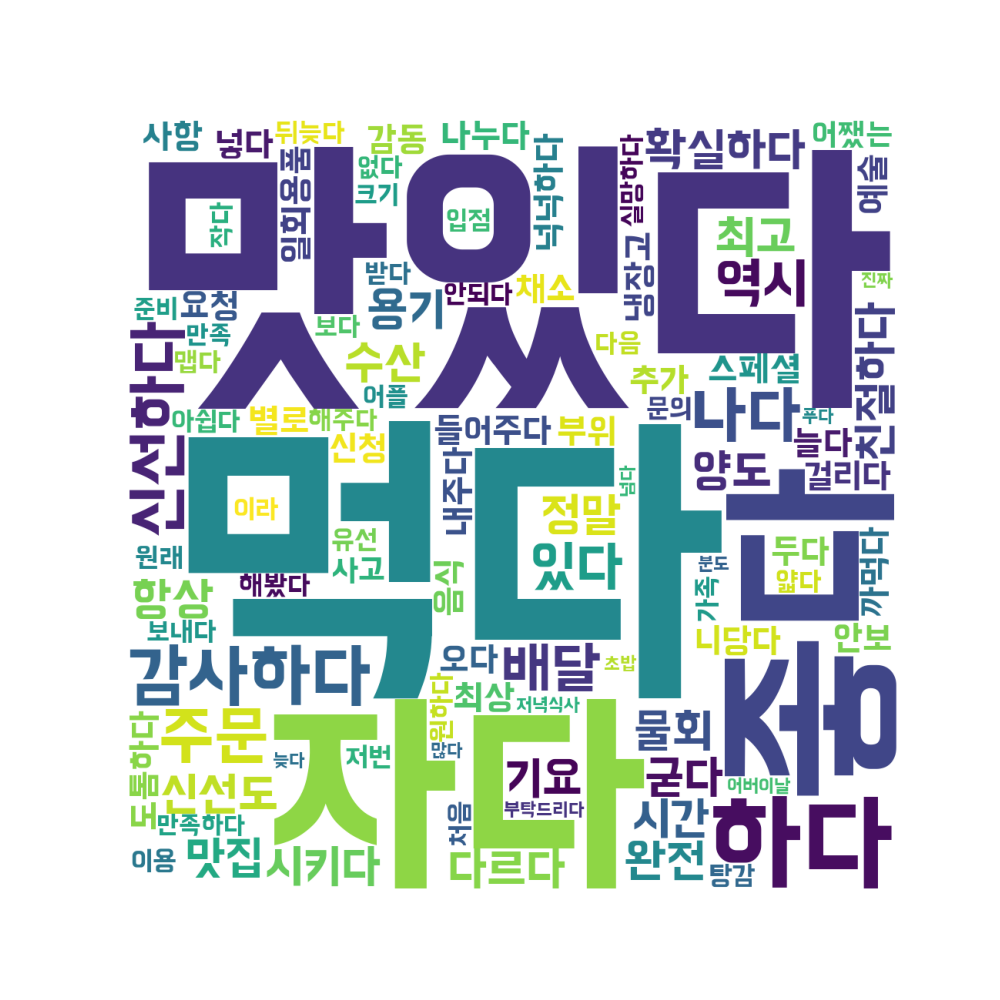 사항
넣다
뒤늦다
감동
나누다
확실하다
어쨌는
맛있다
일회용품
없다
크기
넉넉하다
실망하다
예술
작다
입점
최고
역시
냉장고
받다
안되다
채소
진짜
준비
요청
용기
만족
보다
다음
신선하다
맵다
수산
스페셜
친절하다
추가
어플
문의
나다
푸다
아쉽다
별로
해주다
들어주다
부위
늘다
신청
먹다
내주다
양도
걸리다
넘다
좋다
이라
정말
유선
원래
사고
있다
두다
해봤다
음식
분도
얇다
까먹다
항상
가족
보내다
니당다
안보
감사하다
오다
배달
초밥
원하다
최상
저녁식사
주문
자다
물회
도톰하다
저번
많다
늦다
신선도
기요
굳다
어버이날
하다
처음
부탁드리다
만족하다
시간
이용
맛집
시키다
다르다
완전
탕감